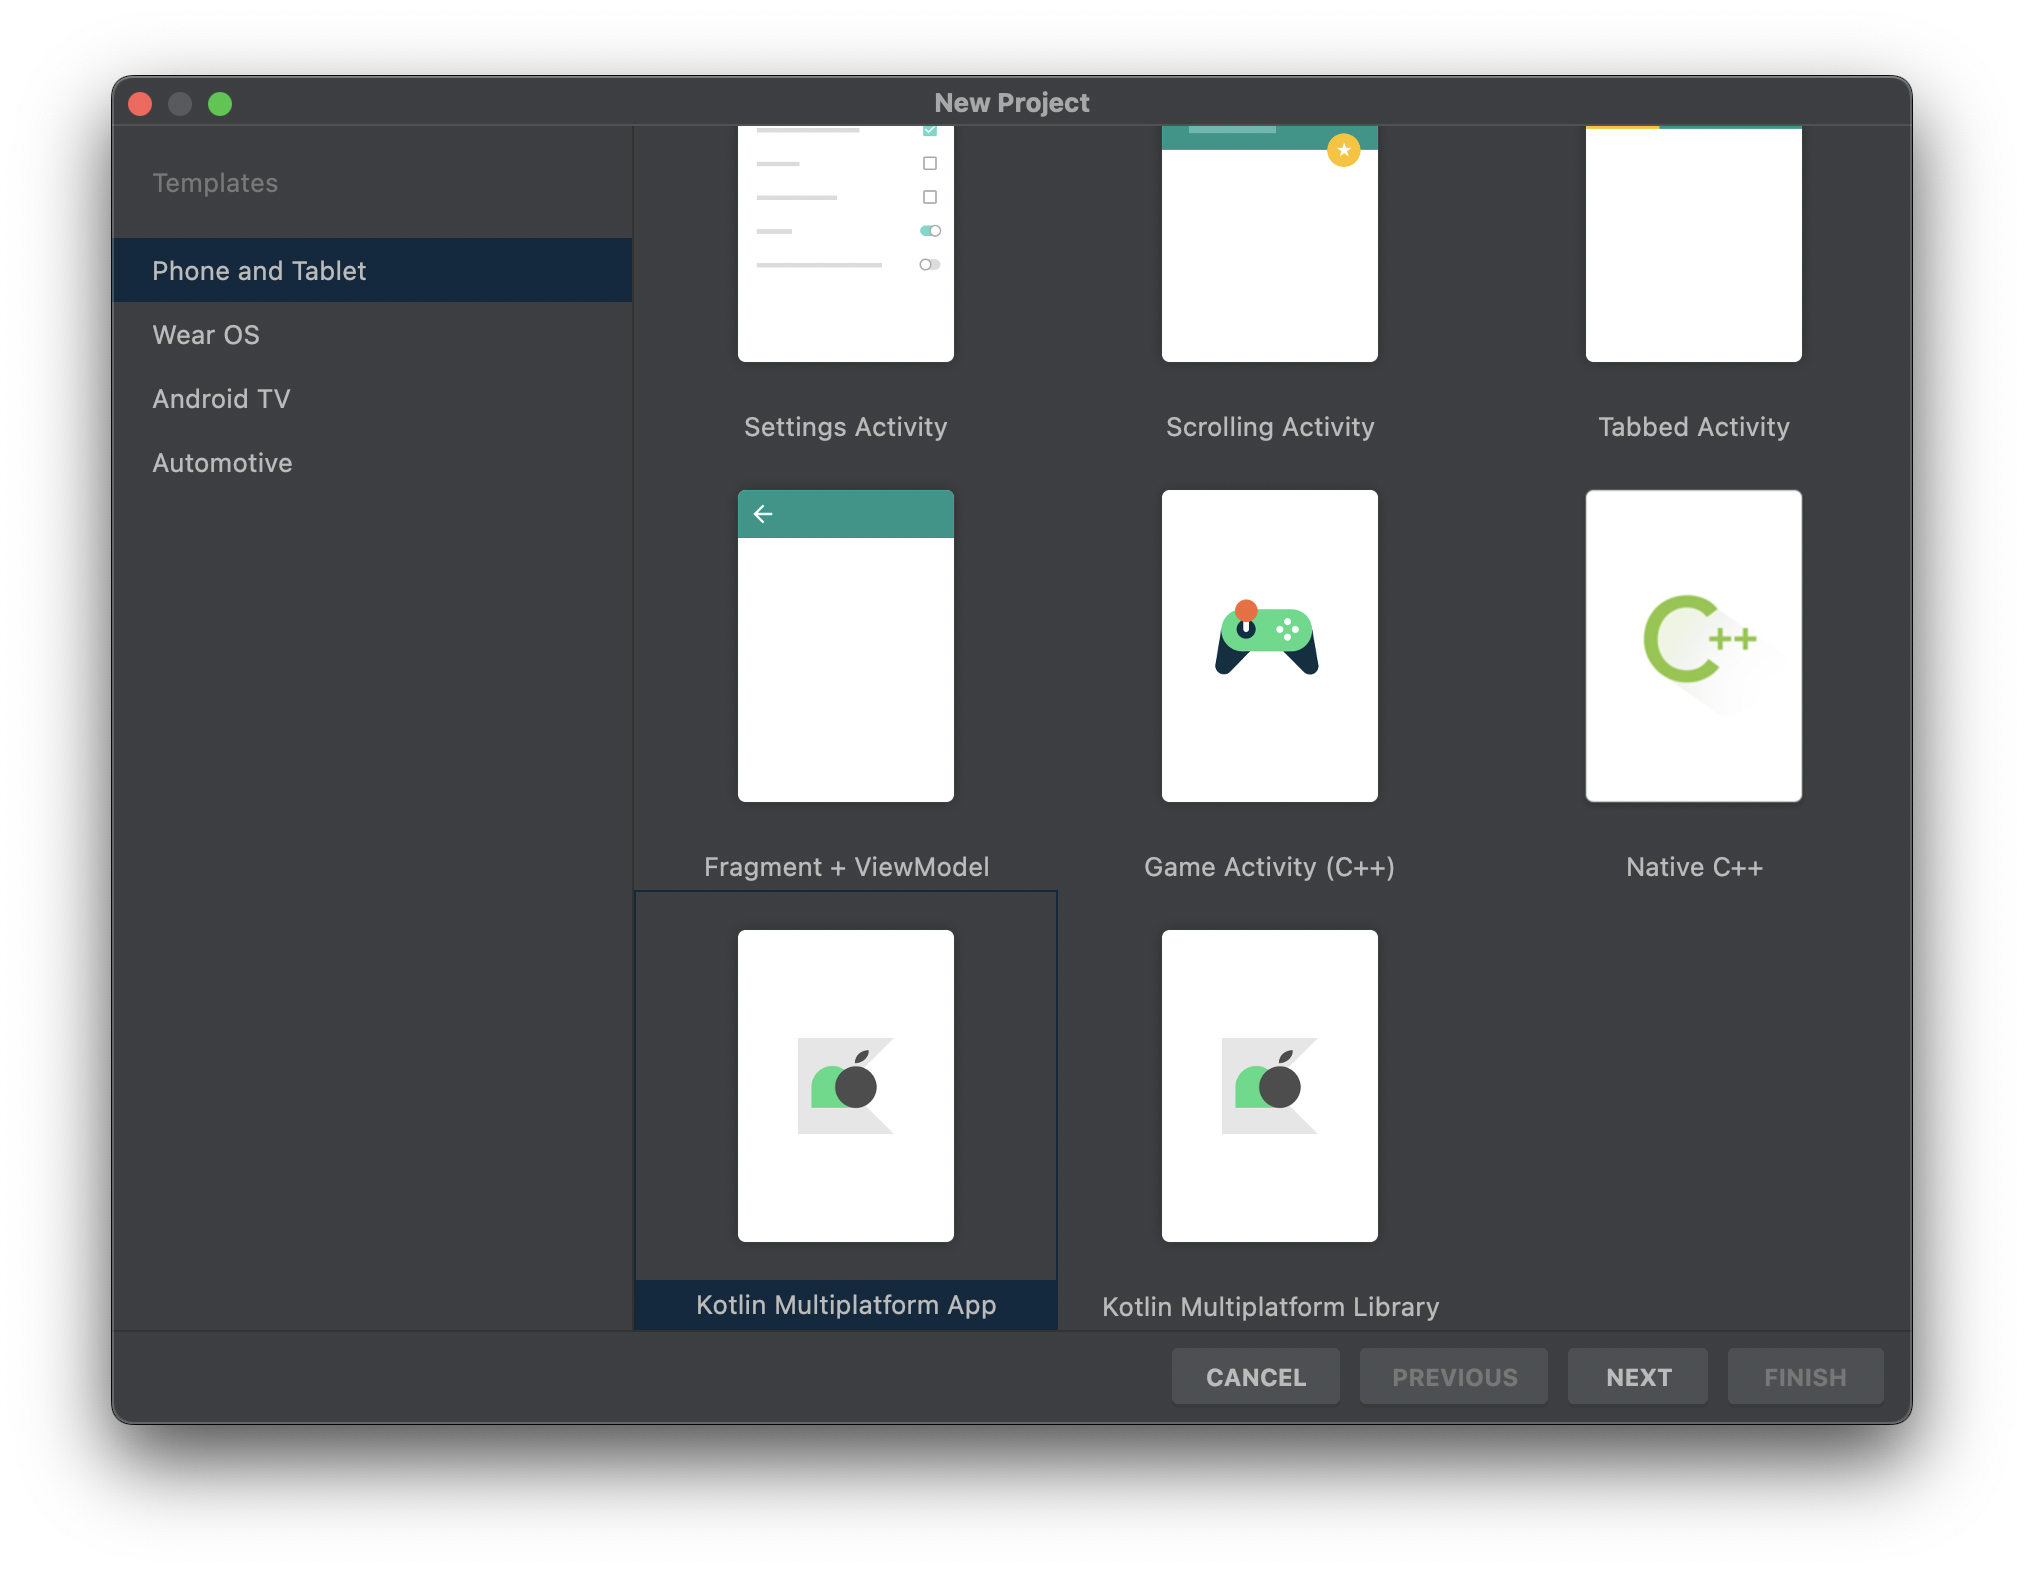 New Project
Templates
Phone and Tablet
Wear OS
Android TV
Automotive
Settings Activity
Scrolling Activity
Tabbed Activity
C++
Fragment + ViewModel
Game Activity (C++)
Native C++
Kotlin Multiplatform App
Kotlin Multiplatform Library
CANCEL
PREVIOUS
NEXT
FINISH